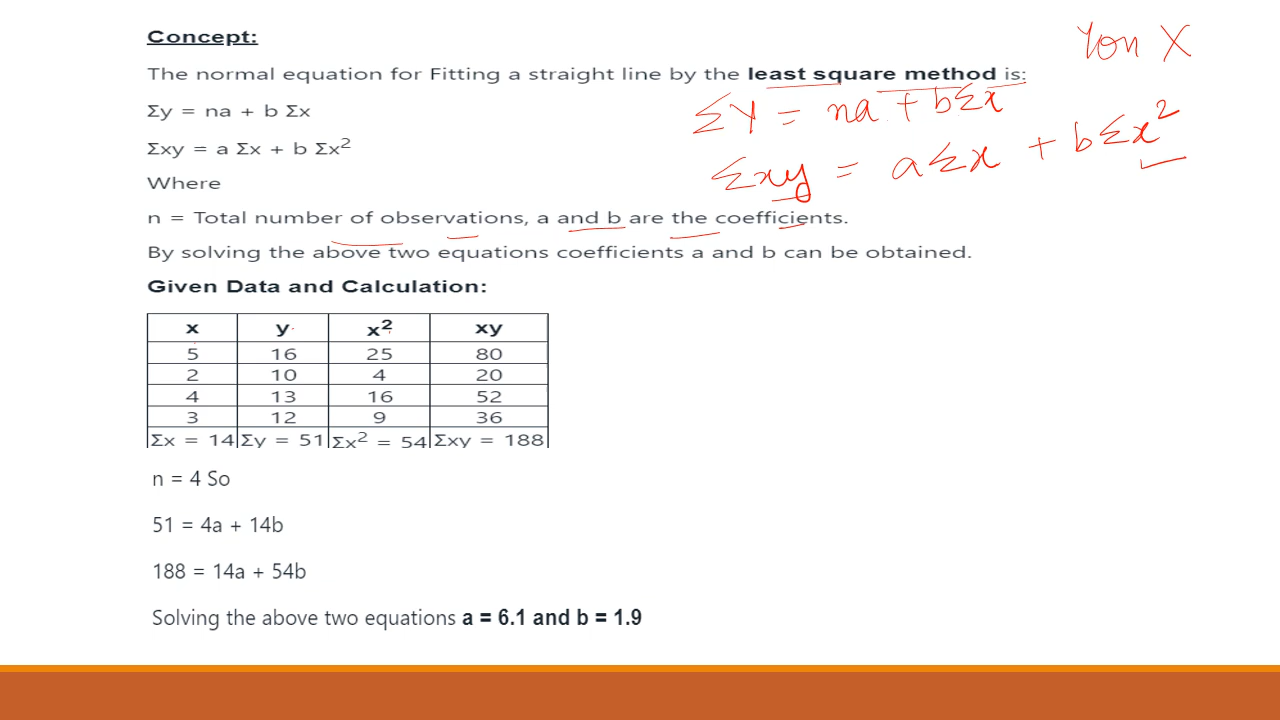 Concept:
Y on X
The normal equation for Fitting a straight line by the least square method is:
Σy = na + b Σx
ΣY = na + bΣx
Σxy = a Σx + b Σx²
Σxy = aΣx + bΣx²
Where
n = Total number of observations, a and b are the coefficients.
By solving the above two equations coefficients a and b can be obtained.
Given Data and Calculation:
x y x² xy
5 16 25 80
2 10 4 20
4 13 16 52
3 12 9 36
Σx = 14 Σy = 51 Σx² = 54 Σxy = 188
n = 4 So
51 = 4a + 14b
188 = 14a + 54b
Solving the above two equations a = 6.1 and b = 1.9